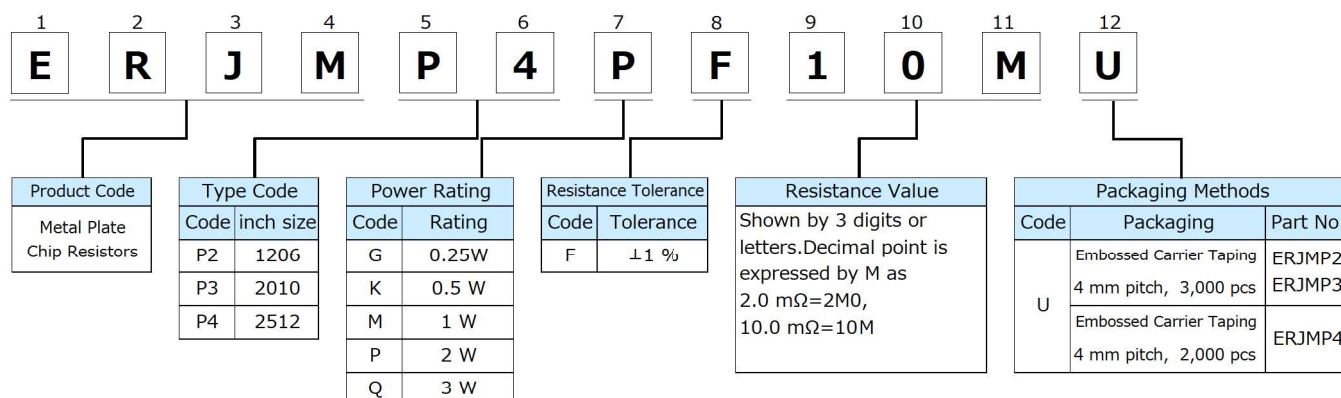 1 2 3 4 5 6 7 8 9 10 11 12
E R J M P 4 P F 1 0 M U
Product Code
Metal Plate
Chip Resistors
Type Code
Code inch size
P2 1206
P3 2010
P4 2512
Power Rating
Code Rating
G 0.25W
K 0.5 W
M 1 W
P 2 W
Q 3 W
Resistance Tolerance
Code Tolerance
F ⊥1 %
Resistance Value
Shown by 3 digits or
letters.Decimal point is
expressed by M as
2.0 mΩ=2M0,
10.0 mΩ=10M
Packaging Methods
Code Packaging Part No
U
Embossed Carrier Taping
4 mm pitch, 3,000 pcs
ERJMP2
ERJMP3
Embossed Carrier Taping
4 mm pitch, 2,000 pcs
ERJMP4